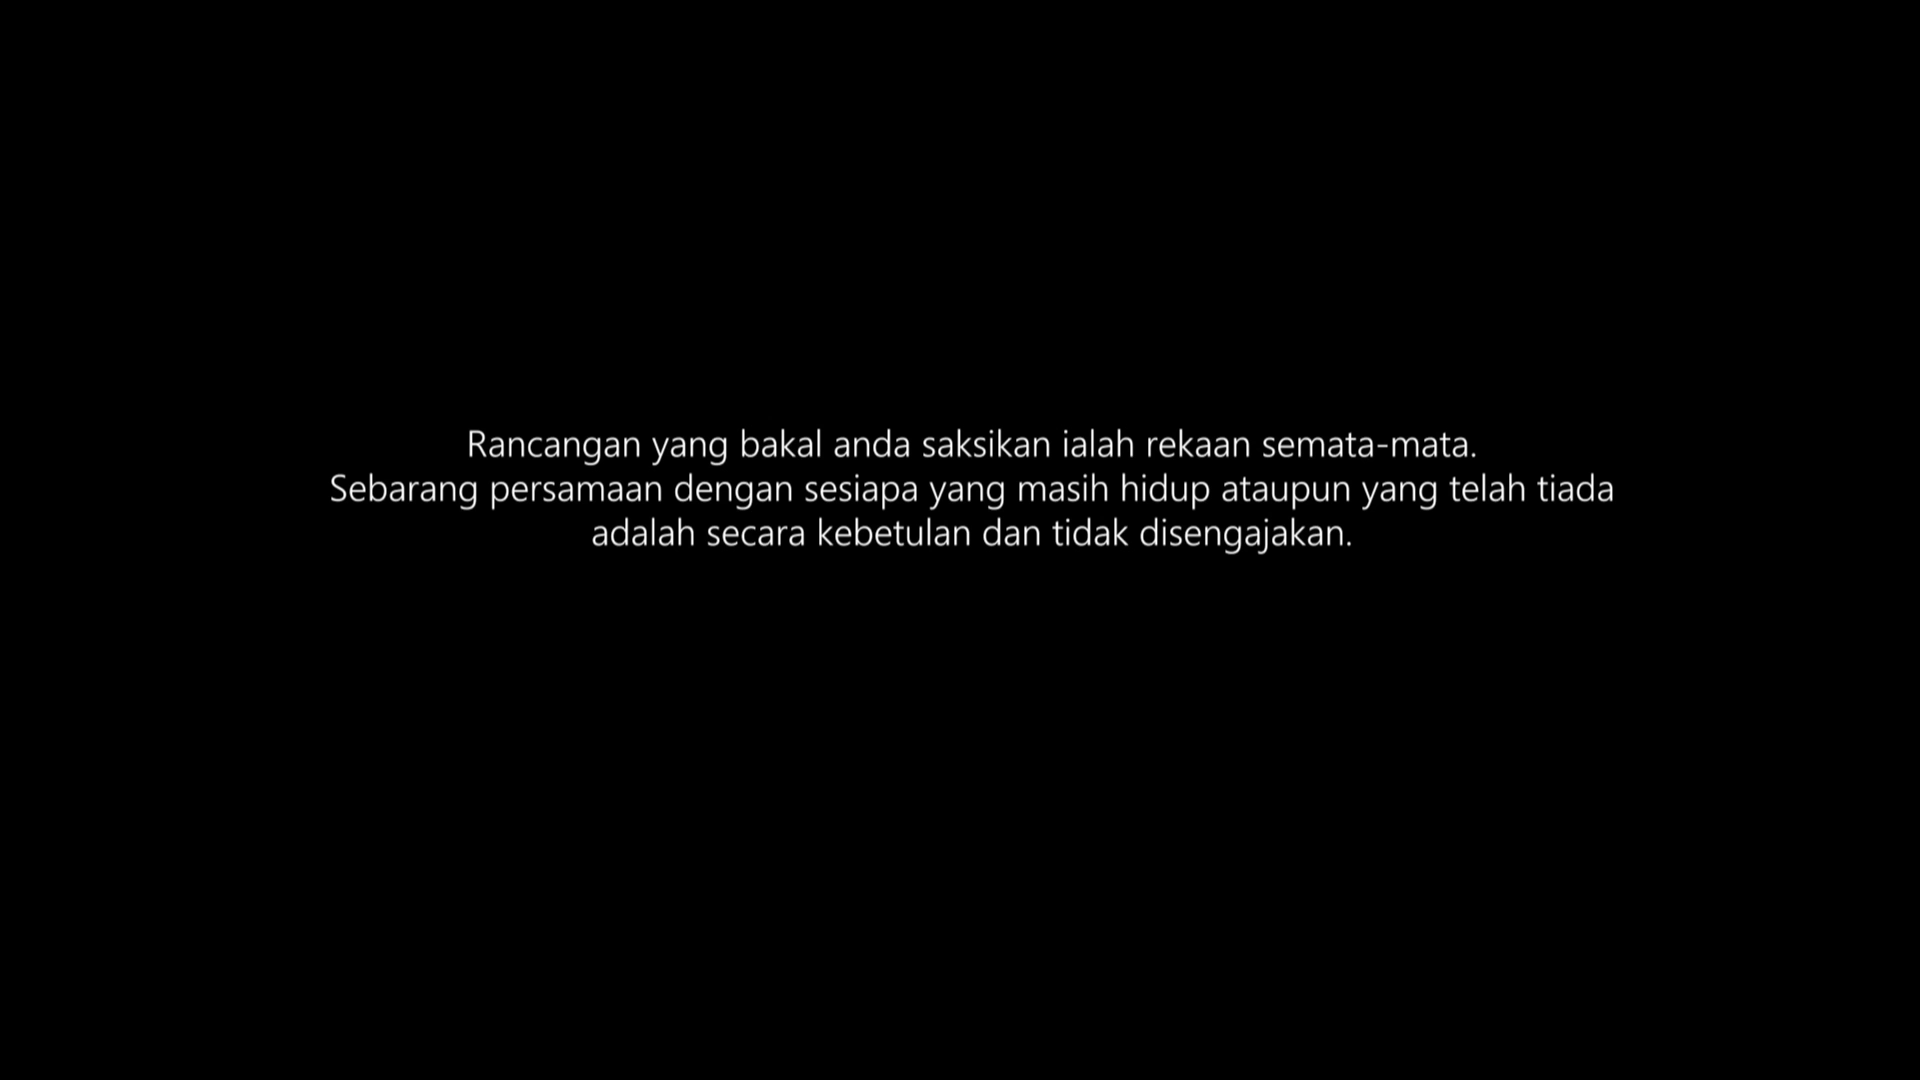 Rancangan yang bakal anda saksikan ialah rekaan semata-mata.
Sebarang persamaan dengan sesiapa yang masih hidup ataupun yang telah tiada
adalah secara kebetulan dan tidak disengajakan.